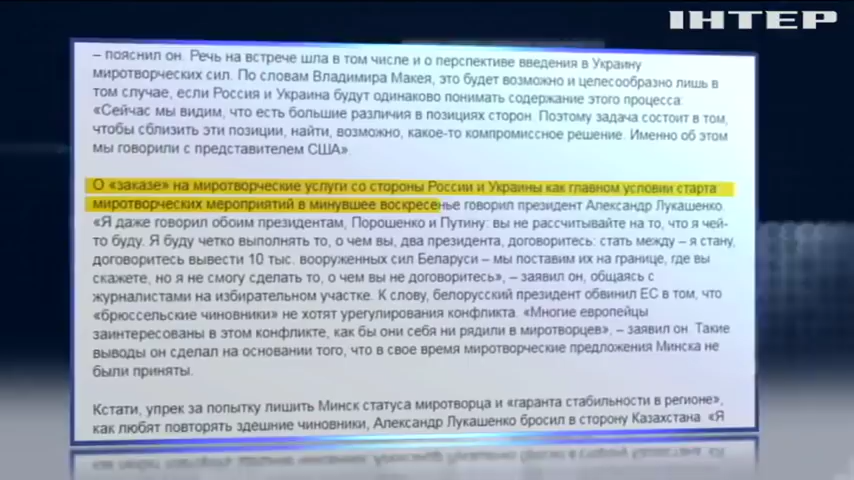 ІНТЕР
– пояснил он. Речь на встрече шла в том числе и о перспективе введения в Украину
миротворческих сил. По словам Владимира Макея, это будет возможно и целесообразно лишь в
том случае, если Россия и Украина будут одинаково понимать содержание этого процесса:
«Сейчас мы видим, что есть большие различия в позициях сторон. Поэтому задача состоит в том,
чтобы сблизить эти позиции, найти, возможно, какое-то компромиссное решение. Именно об этом
мы говорили с представителем США».
О «заказе» на миротворческие услуги со стороны России и Украины как главном условии старта
миротворческих мероприятий в минувшее воскресенье говорил президент Александр Лукашенко.
«Я даже говорил обоим президентам, Порошенко и Путину: вы не рассчитывайте на то, что я чей-
то буду. Я буду четко выполнять то, о чем вы, два президента, договоритесь: стать между – я стану,
договоритесь вывести 10 тыс. вооруженных сил Беларуси – мы поставим их на границе, где вы
скажете, но я не смогу сделать то, о чем вы не договоритесь», – заявил он, общаясь с
журналистами на избирательном участке. К слову, белорусский президент обвинил ЕС в том, что
«брюссельские чиновники» не хотят урегулирования конфликта. «Многие европейцы
заинтересованы в этом конфликте, как бы они себя ни рядили в миротворцев», – заявил он. Такие
выводы он сделал на основании того, что в свое время миротворческие предложения Минска не
были приняты.
Кстати, упрек за попытку лишить Минск статуса миротворца и «гаранта стабильности в регионе»,
как любят повторять здешние чиновники, Александр Лукашенко бросил в сторону Казахстана «Я